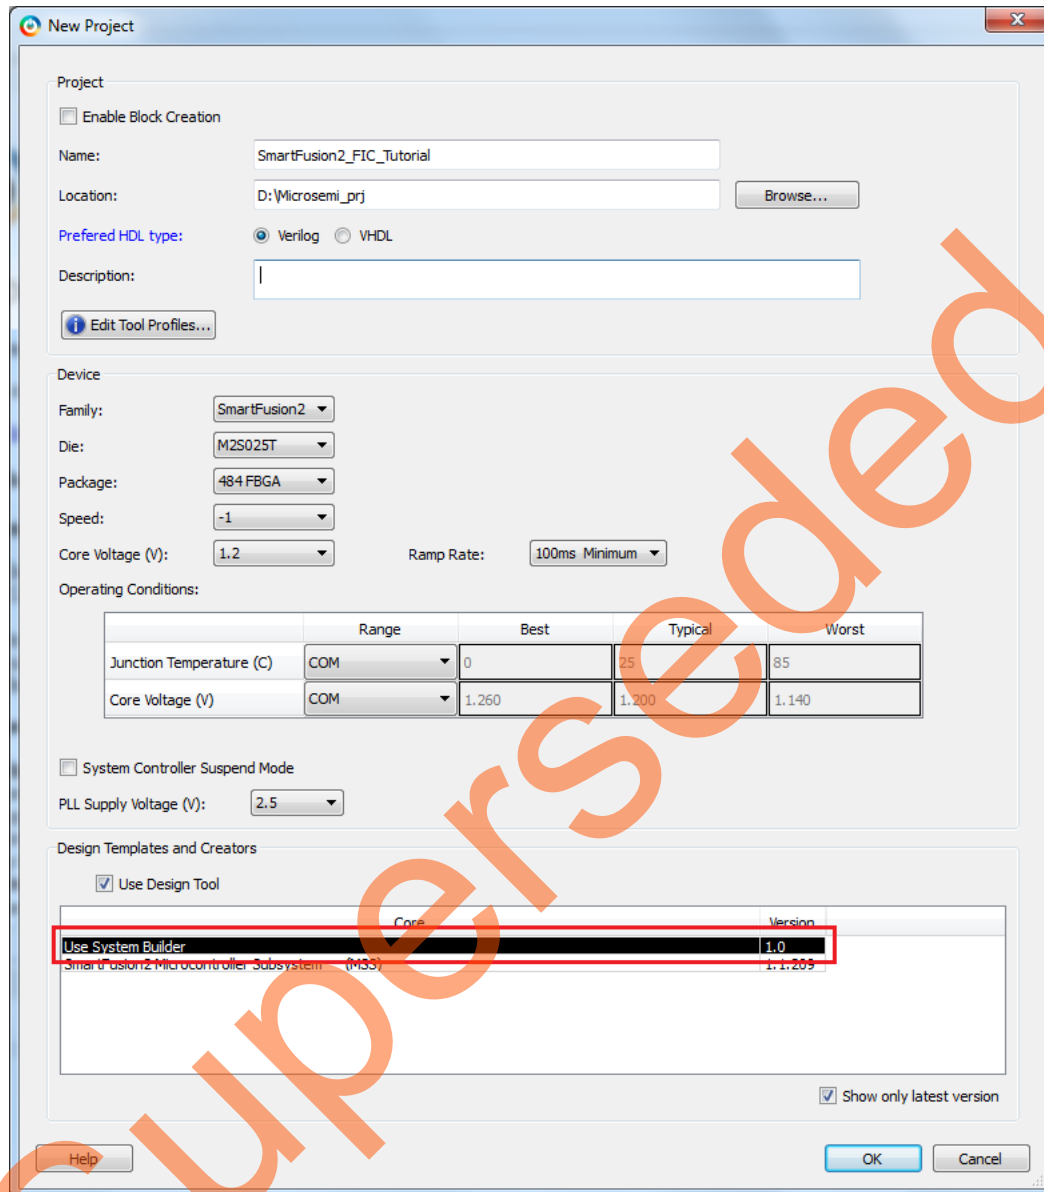 New Project
Project
Enable Block Creation
Name: SmartFusion2_FIC_Tutorial
Location: D:\Microsemi_prj Browse...
Prefered HDL type: Verilog VHDL
Description:
Edit Tool Profiles...
Device
Family: SmartFusion2
Die: M2S025T
Package: 484 FBGA
Speed: -1
Core Voltage (V): 1.2 Ramp Rate: 100ms Minimum
Operating Conditions:
Range Best Typical Worst
Junction Temperature (C) COM 0 25 85
Core Voltage (V) COM 1.260 1.200 1.140
System Controller Suspend Mode
PLL Supply Voltage (V): 2.5
Design Templates and Creators
Use Design Tool
Core Version
Use System Builder 1.0
SmartFusion2 Microcontroller Subsystem (MSS) 1.1.209
Show only latest version
Help OK Cancel
Superseded